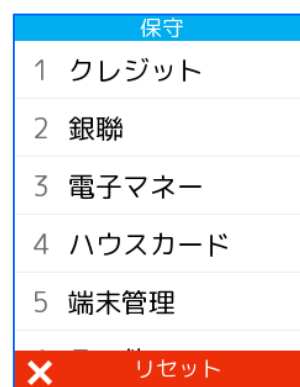 保守
1 クレジット
2 銀聯
3 電子マネー
4 ハウスカード
5 端末管理
リセット